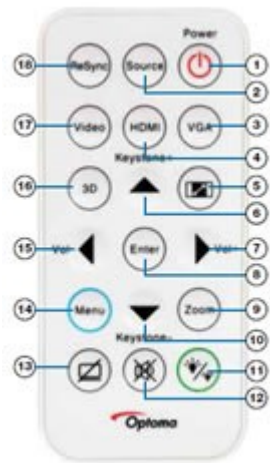 Power
18 ReSync Source 1
2
17 Video HDMI VGA 3
4
Keystone+
16 3D 5
6
15 Vol- Vol+ 7
Enter
8
14 Menu Zoom 9
10
Keystone-
13 11
12
Optoma